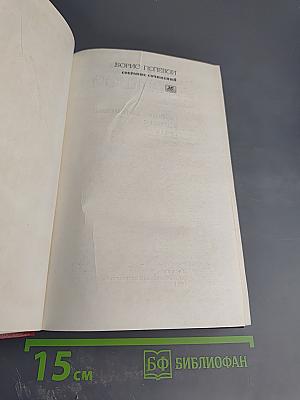 БОРИС ПОЛЕВОЙ
СОБРАНИЕ СОЧИНЕНИЙ
15 см
БФ БИБЛИОФАН